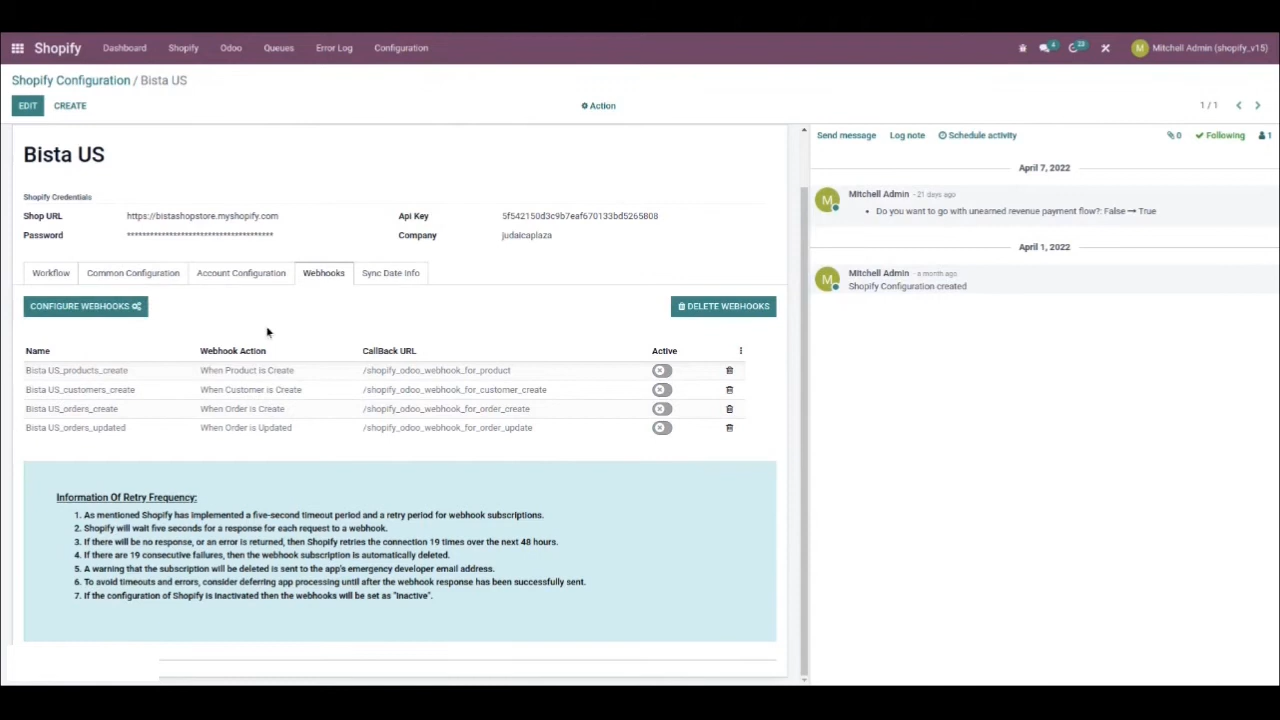 Shopify Dashboard Shopify Odoo Queues Error Log Configuration 4 23 M Mitchell Admin (shopify_v15)
Shopify Configuration / Bista US
EDIT CREATE Action 1 / 1
Send message Log note Schedule activity 0 Following 1
Bista US
April 7, 2022
Shopify Credentials
M Mitchell Admin - 21 days ago
Shop URL https://bistashopstore.myshopify.com Api Key 5f542150d3c9b7eaf670133bd5265808
• Do you want to go with unearned revenue payment flow?: False → True
Password ************************************** Company judaicaplaza
April 1, 2022
Workflow Common Configuration Account Configuration Webhooks Sync Date Info
M Mitchell Admin - a month ago
Shopify Configuration created
CONFIGURE WEBHOOKS DELETE WEBHOOKS
Name Webhook Action CallBack URL Active
Bista US_products_create When Product is Create /shopify_odoo_webhook_for_product
Bista US_customers_create When Customer is Create /shopify_odoo_webhook_for_customer_create
Bista US_orders_create When Order is Create /shopify_odoo_webhook_for_order_create
Bista US_orders_updated When Order is Updated /shopify_odoo_webhook_for_order_update
Information Of Retry Frequency:
1. As mentioned Shopify has implemented a five-second timeout period and a retry period for webhook subscriptions.
2. Shopify will wait five seconds for a response for each request to a webhook.
3. If there will be no response, or an error is returned, then Shopify retries the connection 19 times over the next 48 hours.
4. If there are 19 consecutive failures, then the webhook subscription is automatically deleted.
5. A warning that the subscription will be deleted is sent to the app's emergency developer email address.
6. To avoid timeouts and errors, consider deferring app processing until after the webhook response has been successfully sent.
7. If the configuration of Shopify is inactivated then the webhooks will be set as "Inactive".